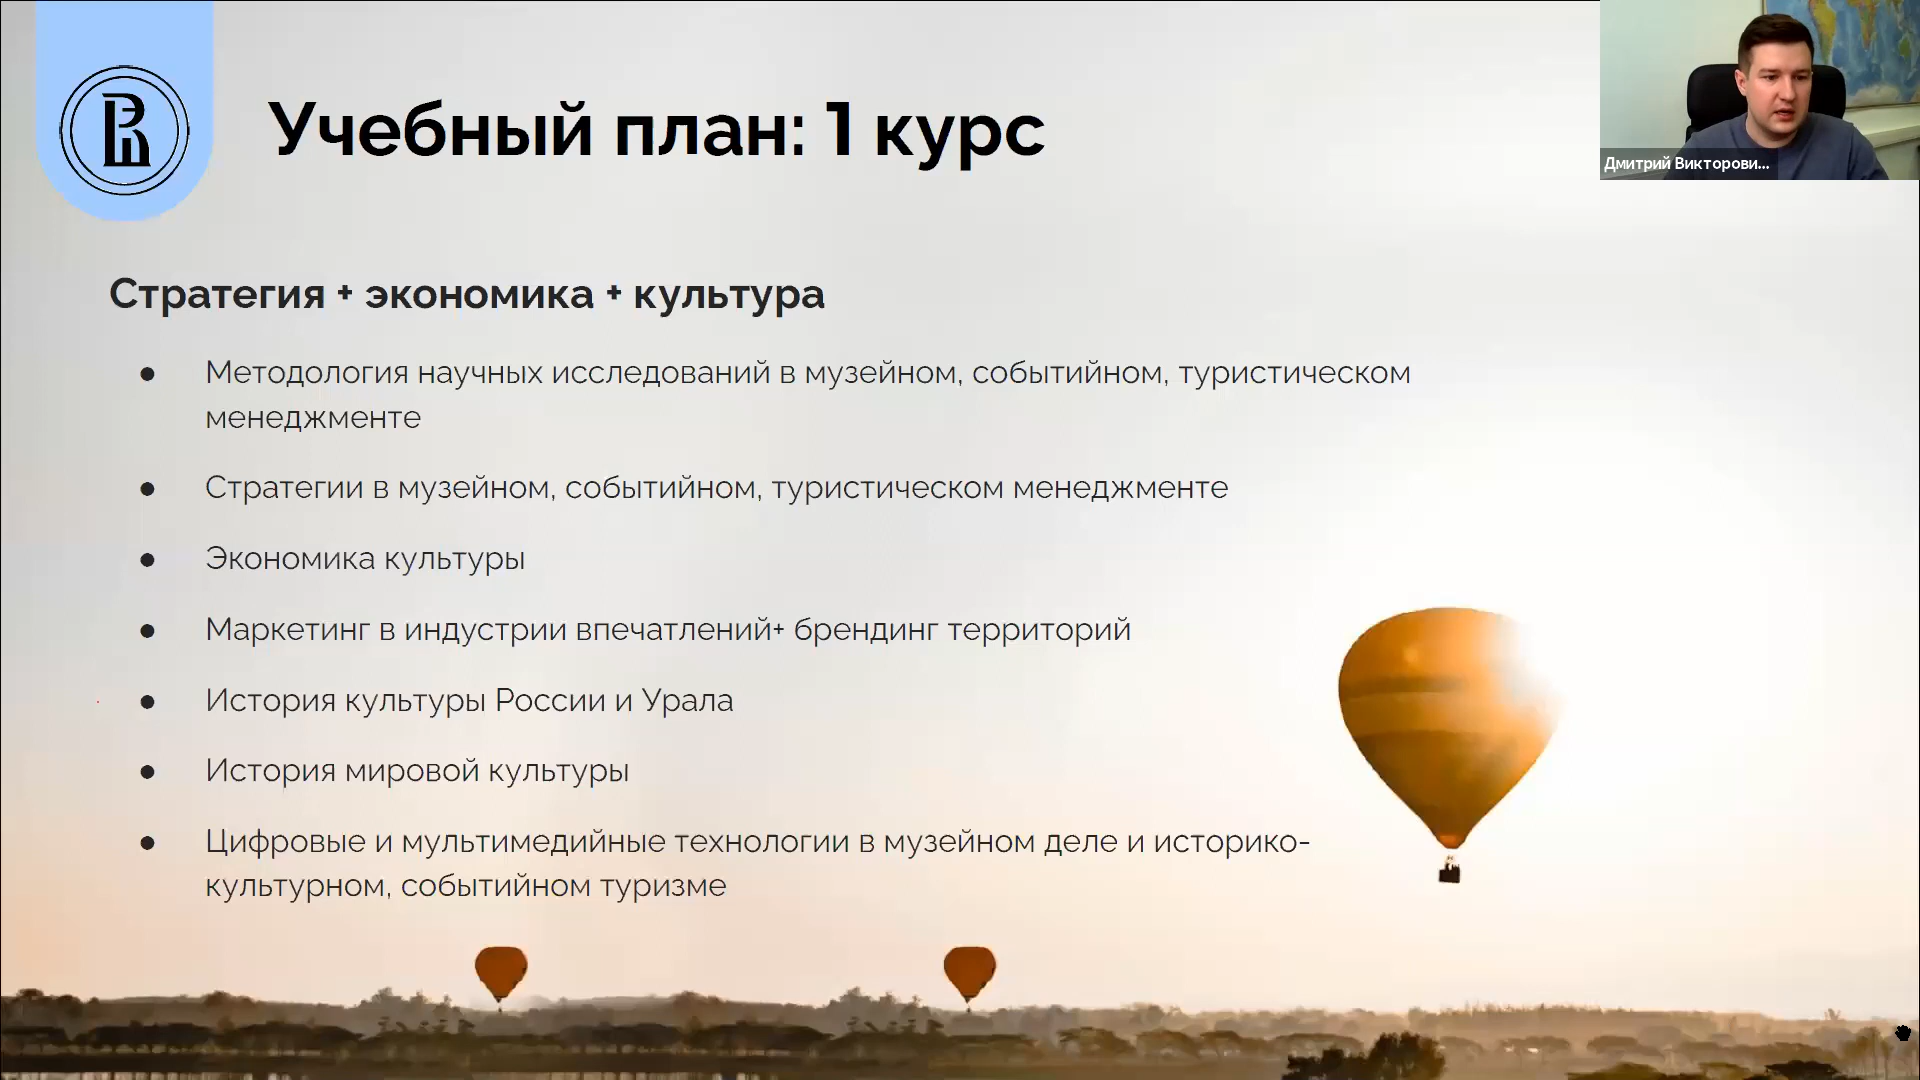 Учебный план: 1 курс
Дмитрий Викторови...
Стратегия + экономика + культура
● Методология научных исследований в музейном, событийном, туристическом
менеджменте
● Стратегии в музейном, событийном, туристическом менеджменте
● Экономика культуры
● Маркетинг в индустрии впечатлений+ брендинг территорий
● История культуры России и Урала
● История мировой культуры
● Цифровые и мультимедийные технологии в музейном деле и историко-
культурном, событийном туризме